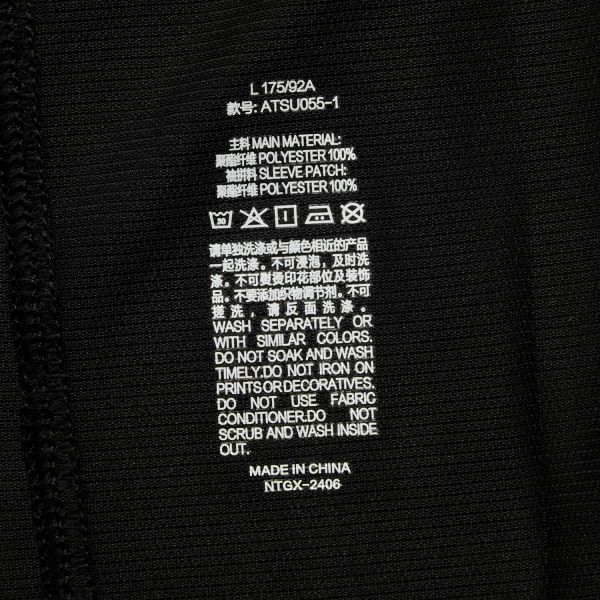 L 175/92A
款号: ATSU055-1
主料 MAIN MATERIAL:
聚酯纤维 POLYESTER 100%
袖拼料 SLEEVE PATCH:
聚酯纤维 POLYESTER 100%
30
请单独洗涤或与颜色相近的产品
一起洗涤。不可浸泡,及时洗
涤。不可熨烫印花部位及装饰
品。不要添加织物调节剂。不可
搓洗,请反面洗涤。
WASH SEPARATELY OR
WITH SIMILAR COLORS.
DO NOT SOAK AND WASH
TIMELY.DO NOT IRON ON
PRINTS OR DECORATIVES.
DO NOT USE FABRIC
CONDITIONER.DO NOT
SCRUB AND WASH INSIDE
OUT.
MADE IN CHINA
NTGX-2406